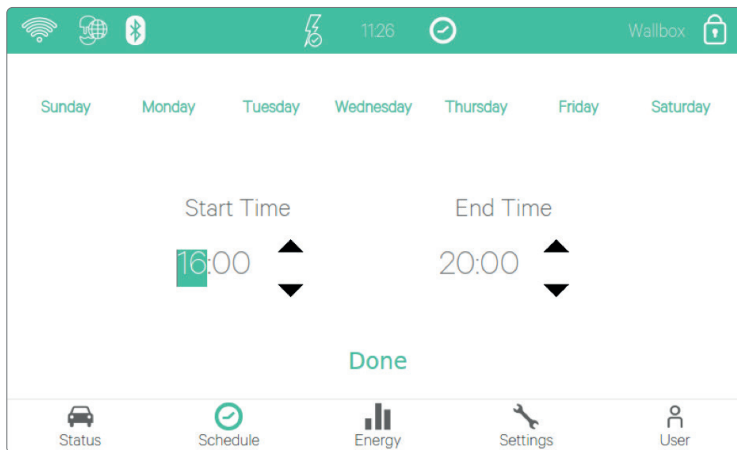 11:26 Wallbox
Sunday Monday Tuesday Wednesday Thursday Friday Saturday
Start Time End Time
16:00 20:00
Done
Status Schedule Energy Settings User